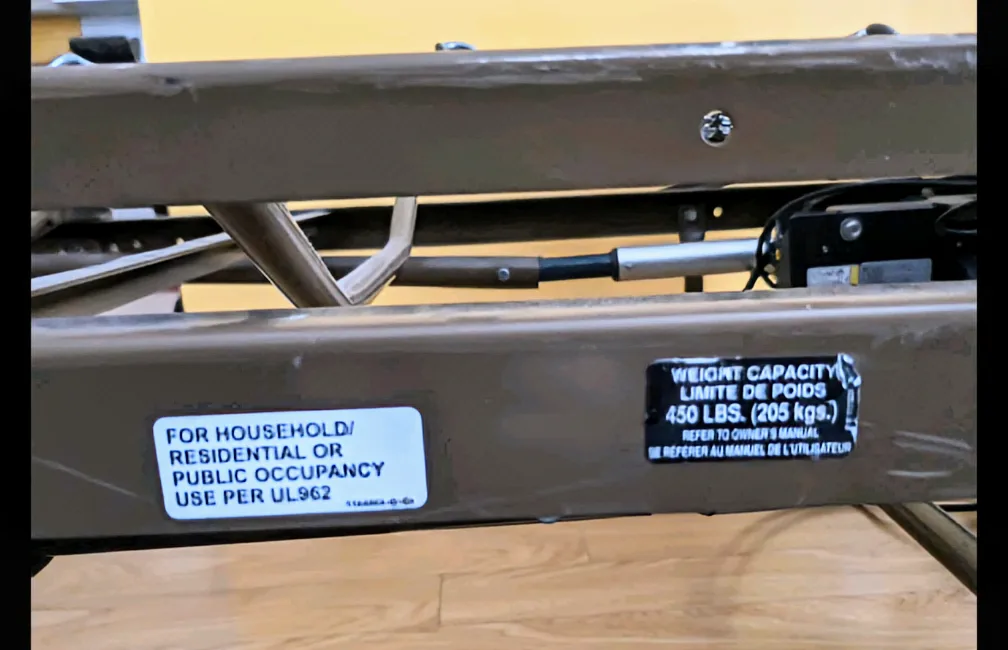 FOR HOUSEHOLD/
RESIDENTIAL OR
PUBLIC OCCUPANCY
USE PER UL962
WEIGHT CAPACITY
LIMITE DE POIDS
450 LBS. (205 kgs.)
REFER TO OWNER'S MANUAL
SE RÉFÉRER AU MANUEL DE L'UTILISATEUR